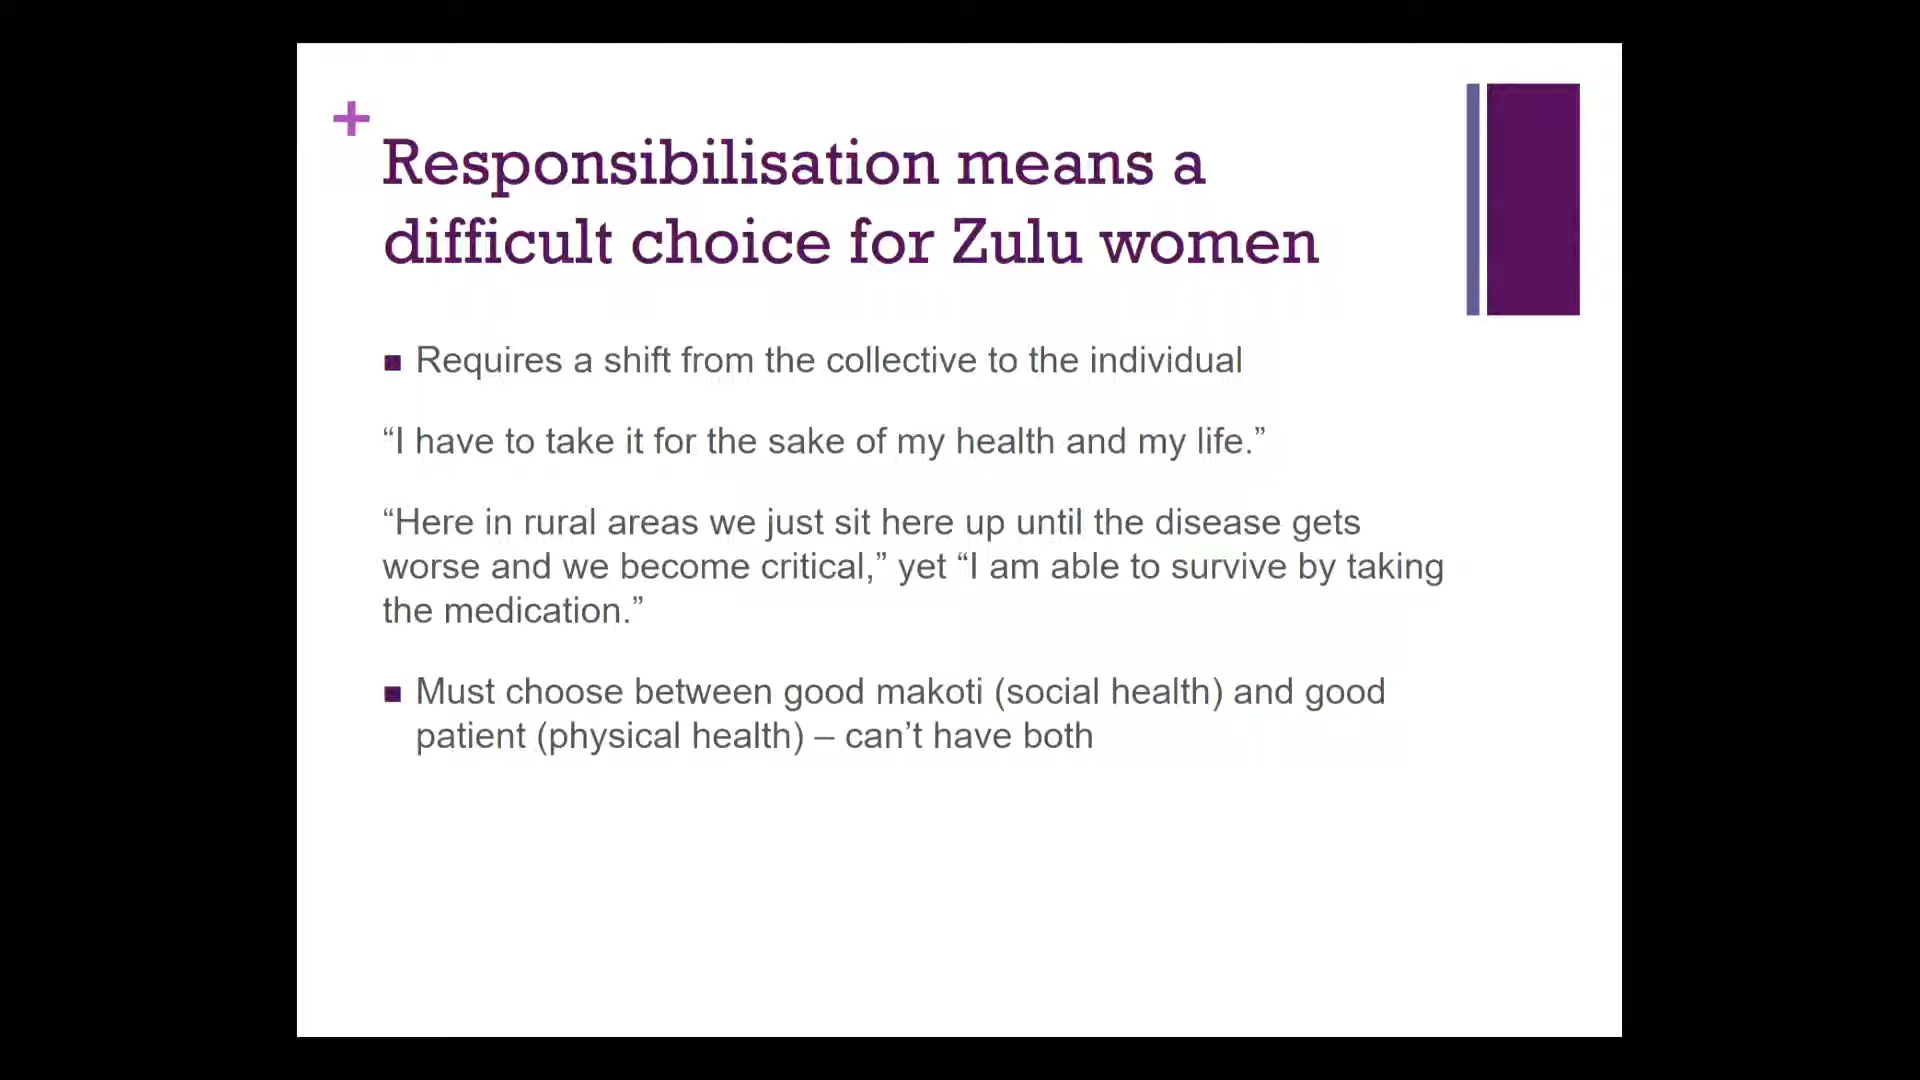 +
Responsibilisation means a
difficult choice for Zulu women
■ Requires a shift from the collective to the individual
“I have to take it for the sake of my health and my life.”
“Here in rural areas we just sit here up until the disease gets
worse and we become critical,” yet “I am able to survive by taking
the medication.”
■ Must choose between good makoti (social health) and good
patient (physical health) – can’t have both